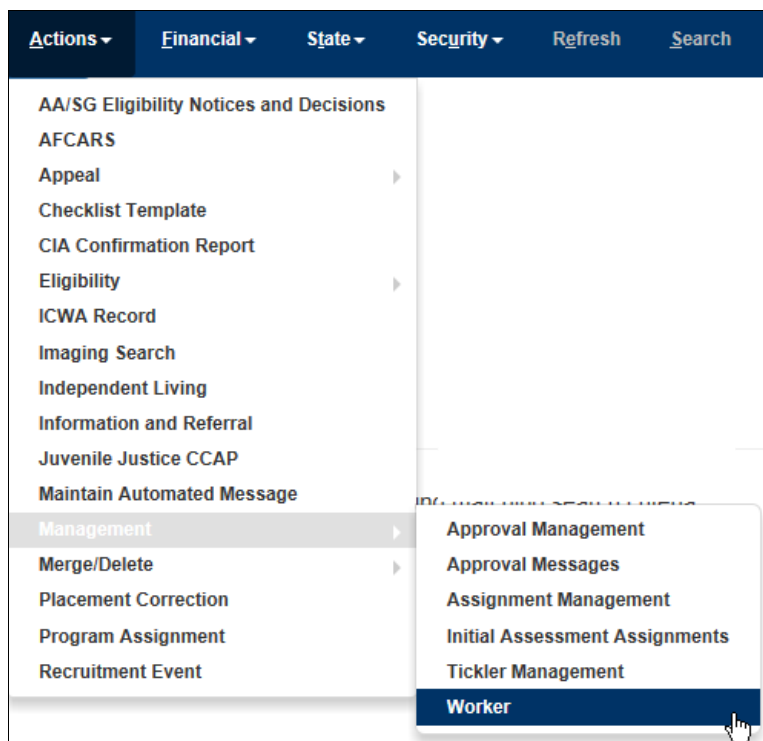 Actions Financial State Security Refresh Search
AA/SG Eligibility Notices and Decisions
AFCARS
Appeal
Checklist Template
CIA Confirmation Report
Eligibility
ICWA Record
Imaging Search
Independent Living
Information and Referral
Juvenile Justice CCAP
Maintain Automated Message
Management
Merge/Delete
Placement Correction
Program Assignment
Recruitment Event
Approval Management
Approval Messages
Assignment Management
Initial Assessment Assignments
Tickler Management
Worker